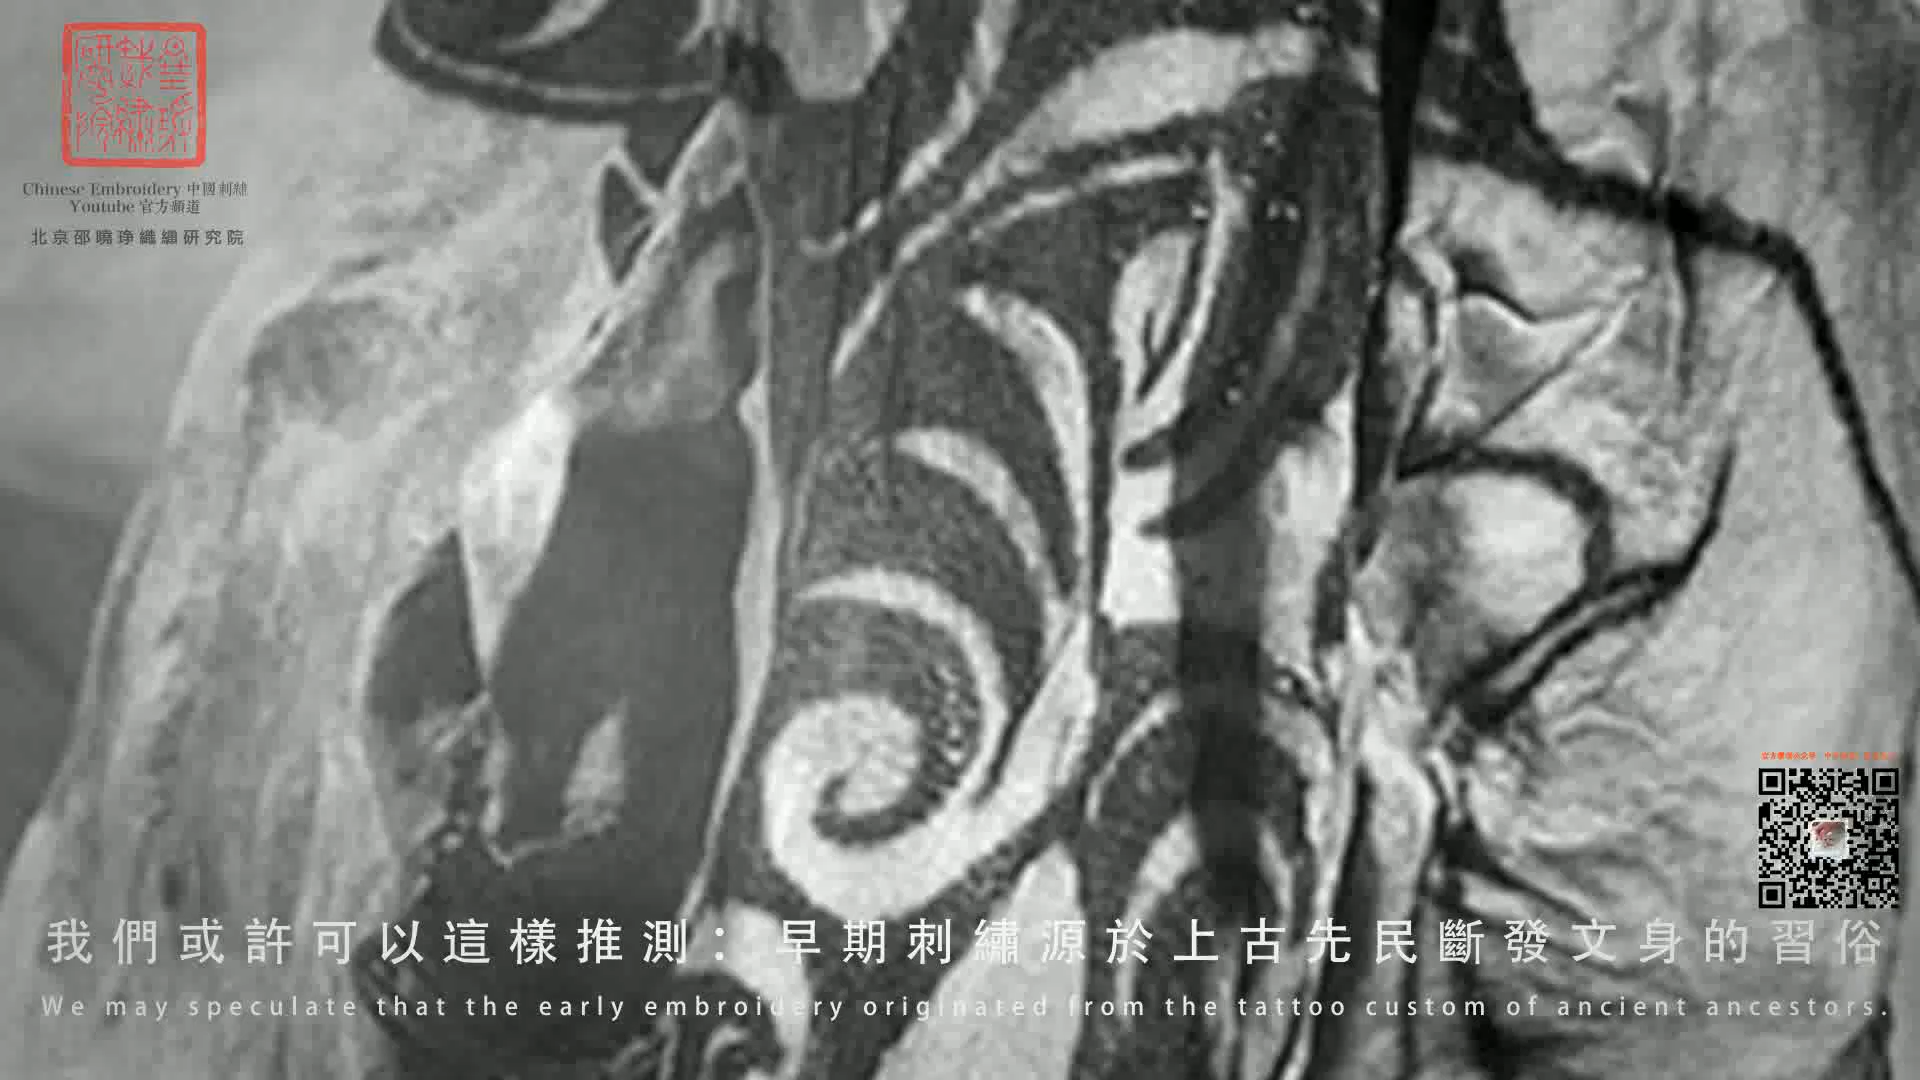 Chinese Embroidery 中國刺繡
Youtube 官方頻道
北京邵曉琤織繡研究院
我們或許可以這樣推測：早期刺繡源於上古先民斷發文身的習俗
We may speculate that the early embroidery originated from the tattoo custom of ancient ancestors.